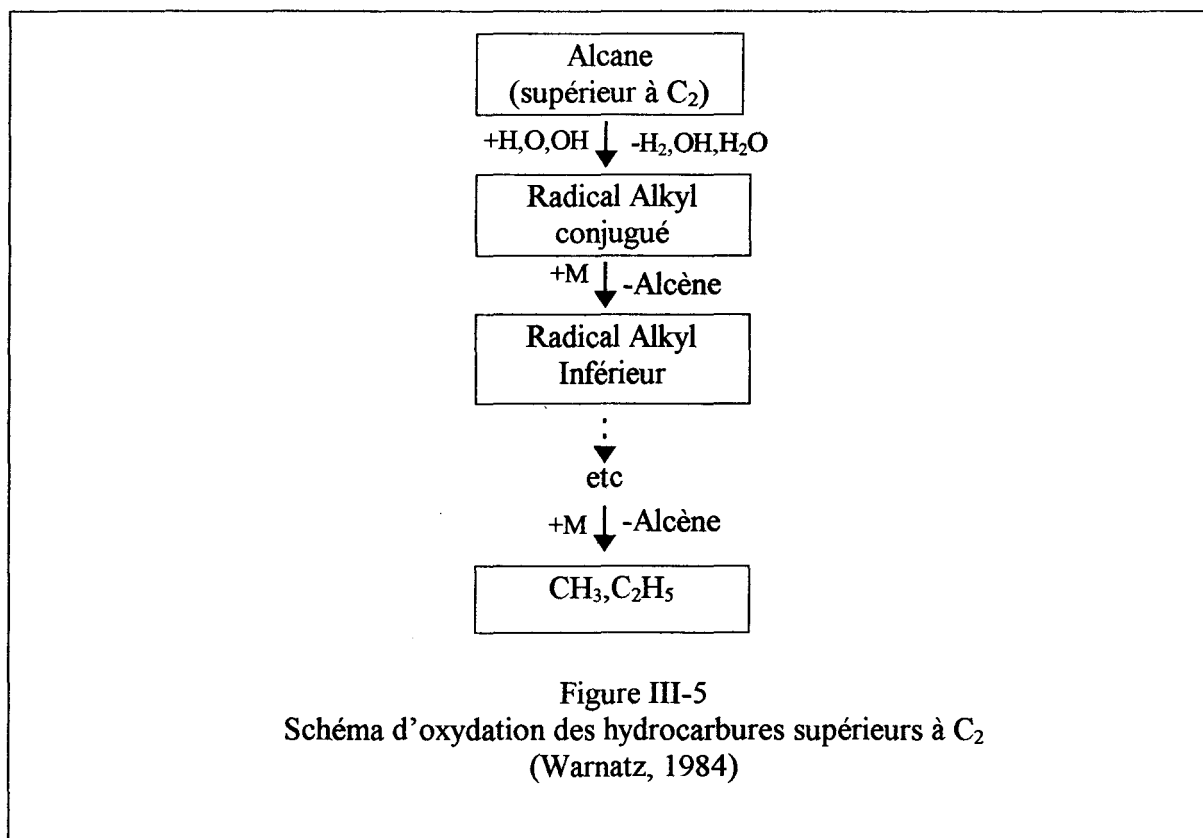 Alcane
(supérieur à C₂)
+H,O,OH -H₂,OH,H₂O
Radical Alkyl
conjugué
+M -Alcène
Radical Alkyl
Inférieur
etc
+M -Alcène
CH₃,C₂H₅
Figure III-5
Schéma d'oxydation des hydrocarbures supérieurs à C₂
(Warnatz, 1984)